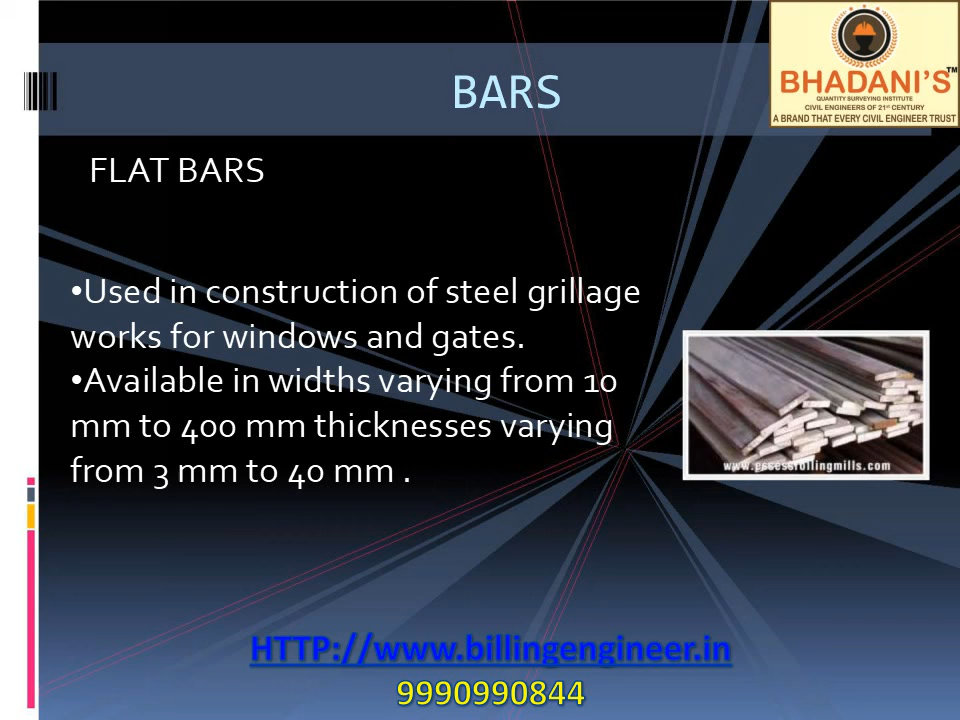 BARS
BHADANI'S™
QUANTITY SURVEYING INSTITUTE
CIVIL ENGINEERS OF 21st CENTURY
A BRAND THAT EVERY CIVIL ENGINEER TRUST
FLAT BARS
•Used in construction of steel grillage
works for windows and gates.
•Available in widths varying from 10
mm to 400 mm thicknesses varying
from 3 mm to 40 mm .
HTTP://www.billingengineer.in
9990990844